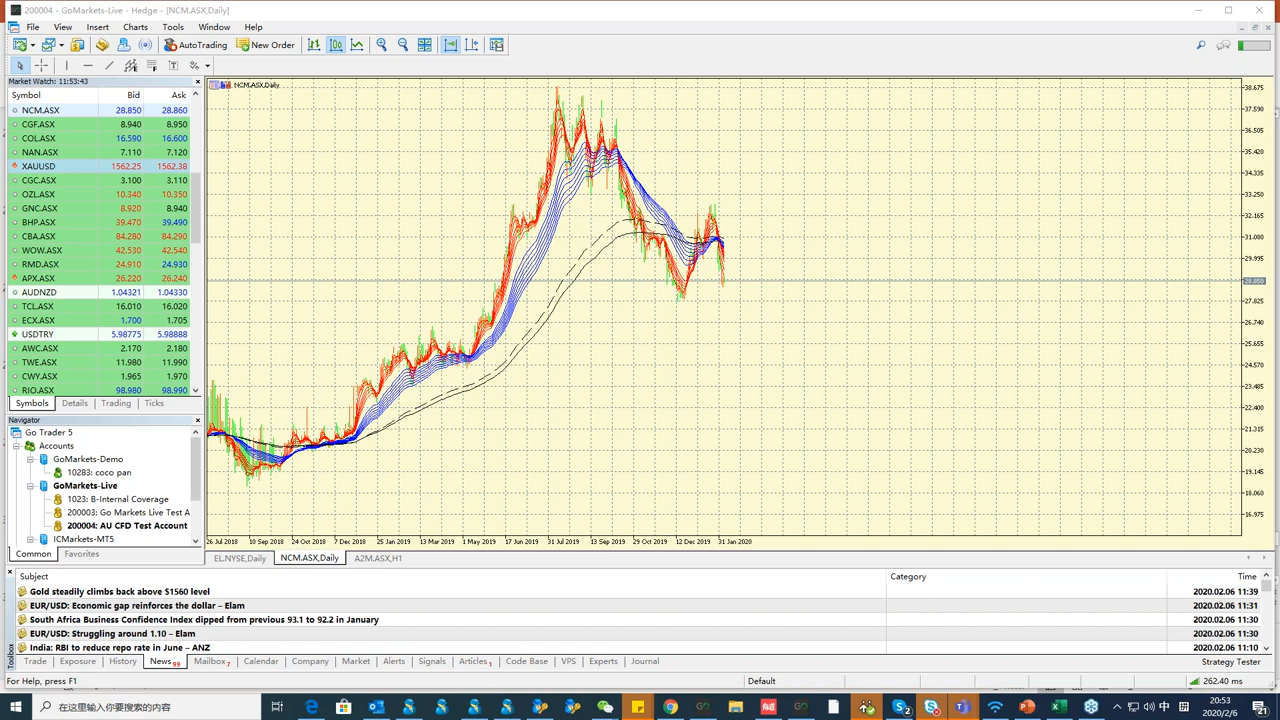 200004 - GoMarkets-Live - Hedge - [NCM.ASX,Daily]
File View Insert Charts Tools Window Help
AutoTrading New Order
Market Watch: 11:53:43
Symbol Bid Ask
NCM.ASX 28.850 28.860
CGF.ASX 8.940 8.950
COL.ASX 16.590 16.600
NAN.ASX 7.110 7.120
XAUUSD 1562.25 1562.38
CGC.ASX 3.100 3.110
OZL.ASX 10.340 10.350
GNC.ASX 8.920 8.940
BHP.ASX 39.470 39.490
CBA.ASX 84.280 84.290
WOW.ASX 42.530 42.540
RMD.ASX 24.910 24.930
APX.ASX 26.220 26.240
AUDNZD 1.04321 1.04330
TCL.ASX 16.010 16.020
ECX.ASX 1.700 1.705
USDTRY 5.98775 5.98888
AWC.ASX 2.170 2.180
TWE.ASX 11.980 11.990
CWY.ASX 1.965 1.970
RIO.ASX 98.980 98.990
Symbols Details Trading Ticks
Navigator
Go Trader 5
Accounts
GoMarkets-Demo
10283: coco pan
GoMarkets-Live
1023: B-Internal Coverage
200003: Go Markets Live Test A
200004: AU CFD Test Account
ICMarkets-MT5
Common Favorites
NCM.ASX,Daily
38.675
37.590
36.505
35.420
34.335
33.250
32.165
31.080
29.995
28.850
27.825
26.740
25.655
24.570
23.485
22.400
21.315
20.230
19.145
18.060
16.975
26 Jul 2018 10 Sep 2018 24 Oct 2018 7 Dec 2018 25 Jan 2019 13 Mar 2019 1 May 2019 17 Jun 2019 31 Jul 2019 13 Sep 2019 29 Oct 2019 12 Dec 2019 31 Jan 2020
EL.NYSE,Daily NCM.ASX,Daily A2M.ASX,H1
Subject Category Time
Gold steadily climbs back above $1560 level 2020.02.06 11:39
EUR/USD: Economic gap reinforces the dollar – Elam 2020.02.06 11:31
South Africa Business Confidence Index dipped from previous 93.1 to 92.2 in January 2020.02.06 11:30
EUR/USD: Struggling around 1.10 – Elam 2020.02.06 11:30
India: RBI to reduce repo rate in June – ANZ 2020.02.06 11:10
Toolbox
Trade Exposure History News 99 Mailbox 7 Calendar Company Market Alerts Signals Articles 1 Code Base VPS Experts Journal Strategy Tester
For Help, press F1 Default 262.40 ms
在这里输入你要搜索的内容
中
20:53
2020/2/6
21